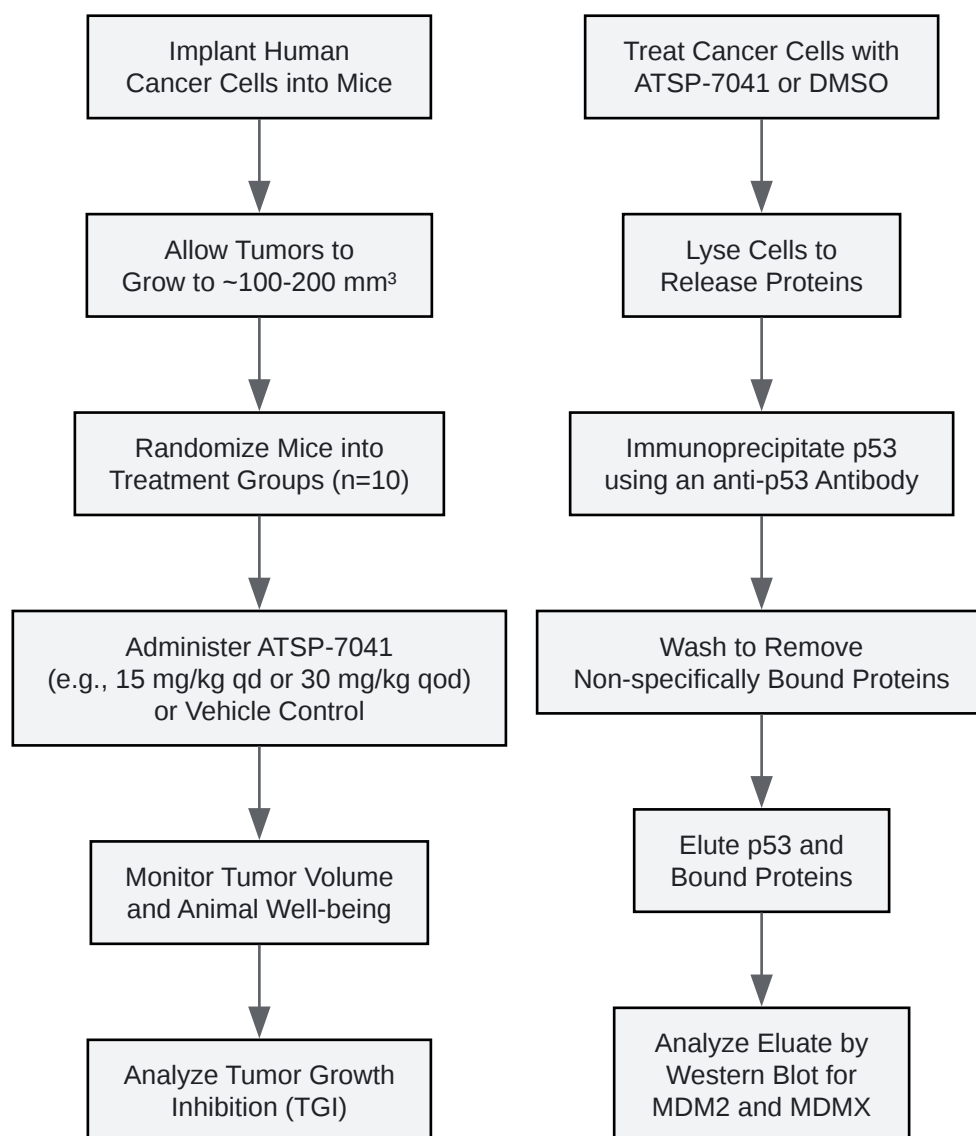 Implant Human
Cancer Cells into Mice
Allow Tumors to
Grow to ~100-200 mm³
Randomize Mice into
Treatment Groups (n=10)
Administer ATSP-7041
(e.g., 15 mg/kg qd or 30 mg/kg qod)
or Vehicle Control
Monitor Tumor Volume
and Animal Well-being
Analyze Tumor Growth
Inhibition (TGI)
Treat Cancer Cells with
ATSP-7041 or DMSO
Lyse Cells to
Release Proteins
Immunoprecipitate p53
using an anti-p53 Antibody
Wash to Remove
Non-specifically Bound Proteins
Elute p53 and
Bound Proteins
Analyze Eluate by
Western Blot for
MDM2 and MDMX